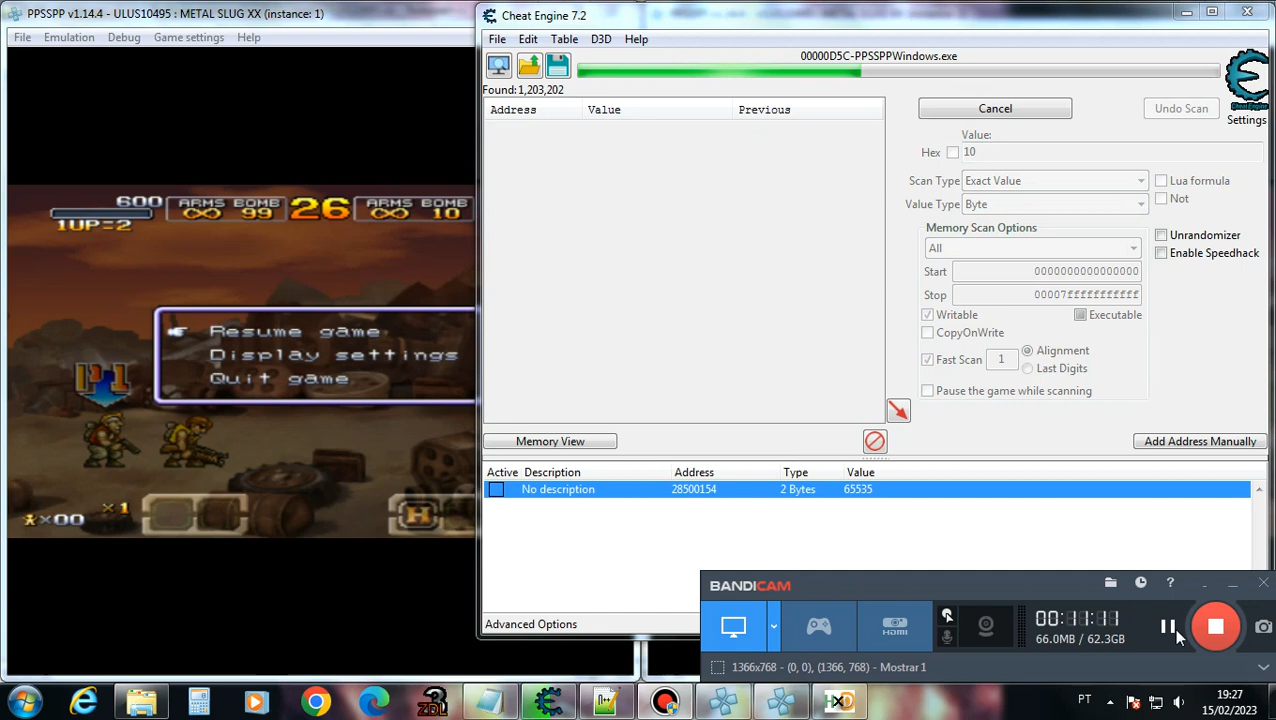 PPSSPP v1.14.4 - ULUS10495 : METAL SLUG XX (instance: 1)
File Emulation Debug Game settings Help
600 ARMS BOMB 26 ARMS BOMB
∞ 99 ∞ 10
1UP=2
Resume game
Display settings
Quit game
P1
×00 ×1 H
Cheat Engine 7.2
File Edit Table D3D Help
00000D5C-PPSSPPWindows.exe
Found:1,203,202
Address Value Previous
Cancel Undo Scan
Settings
Value:
Hex 10
Scan Type Exact Value Lua formula
Not
Value Type Byte
Memory Scan Options
All
Unrandomizer
Enable Speedhack
Start 0000000000000000
Stop 00007fffffffffff
Writable Executable
CopyOnWrite
Fast Scan 1 Alignment
Last Digits
Pause the game while scanning
Memory View Add Address Manually
Active Description Address Type Value
No description 28500154 2 Bytes 65535
Advanced Options
BANDICAM
HDMI
00:11:11
66.0MB / 62.3GB
1366x768 - (0, 0), (1366, 768) - Mostrar 1
PT
19:27
15/02/2023